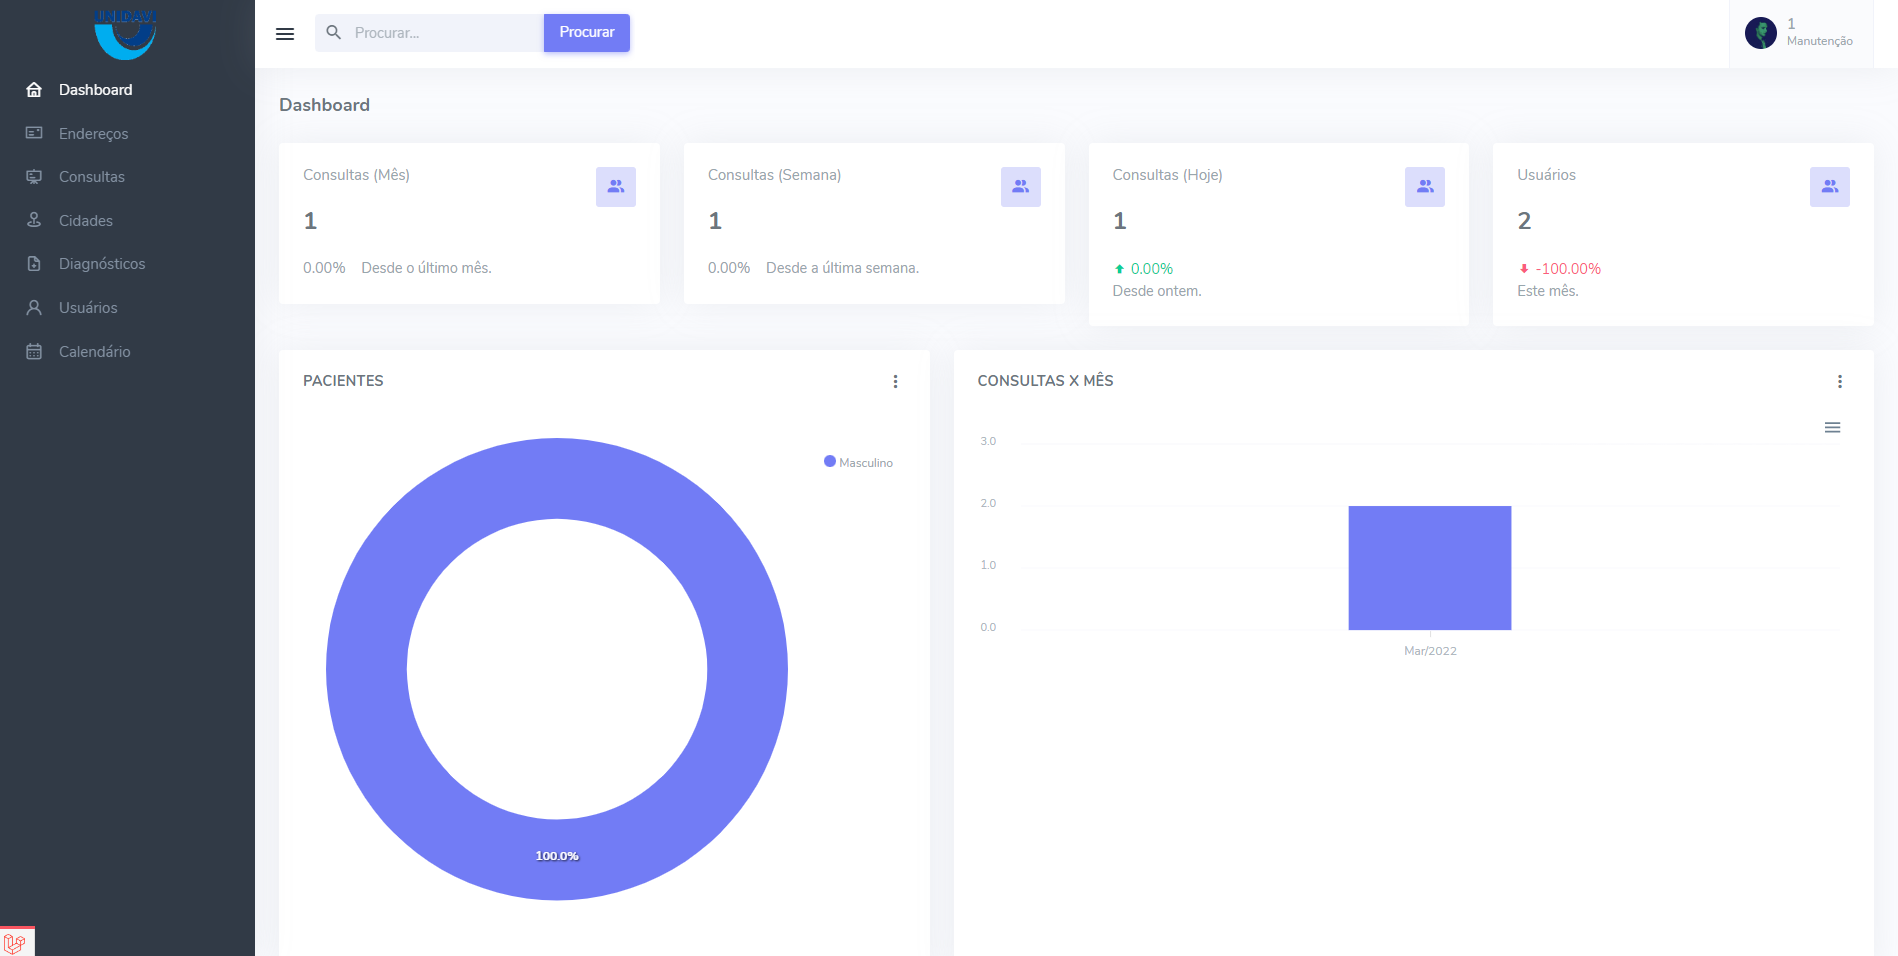 UNIDAVI
Dashboard
Endereços
Consultas
Cidades
Diagnósticos
Usuários
Calendário
Procurar...
Procurar
1
Manutenção
Dashboard
Consultas (Mês)
1
0.00% Desde o último mês.
Consultas (Semana)
1
0.00% Desde a última semana.
Consultas (Hoje)
1
0.00%
Desde ontem.
Usuários
2
-100.00%
Este mês.
PACIENTES
Masculino
100.0%
CONSULTAS X MÊS
3.0
2.0
1.0
0.0
Mar/2022